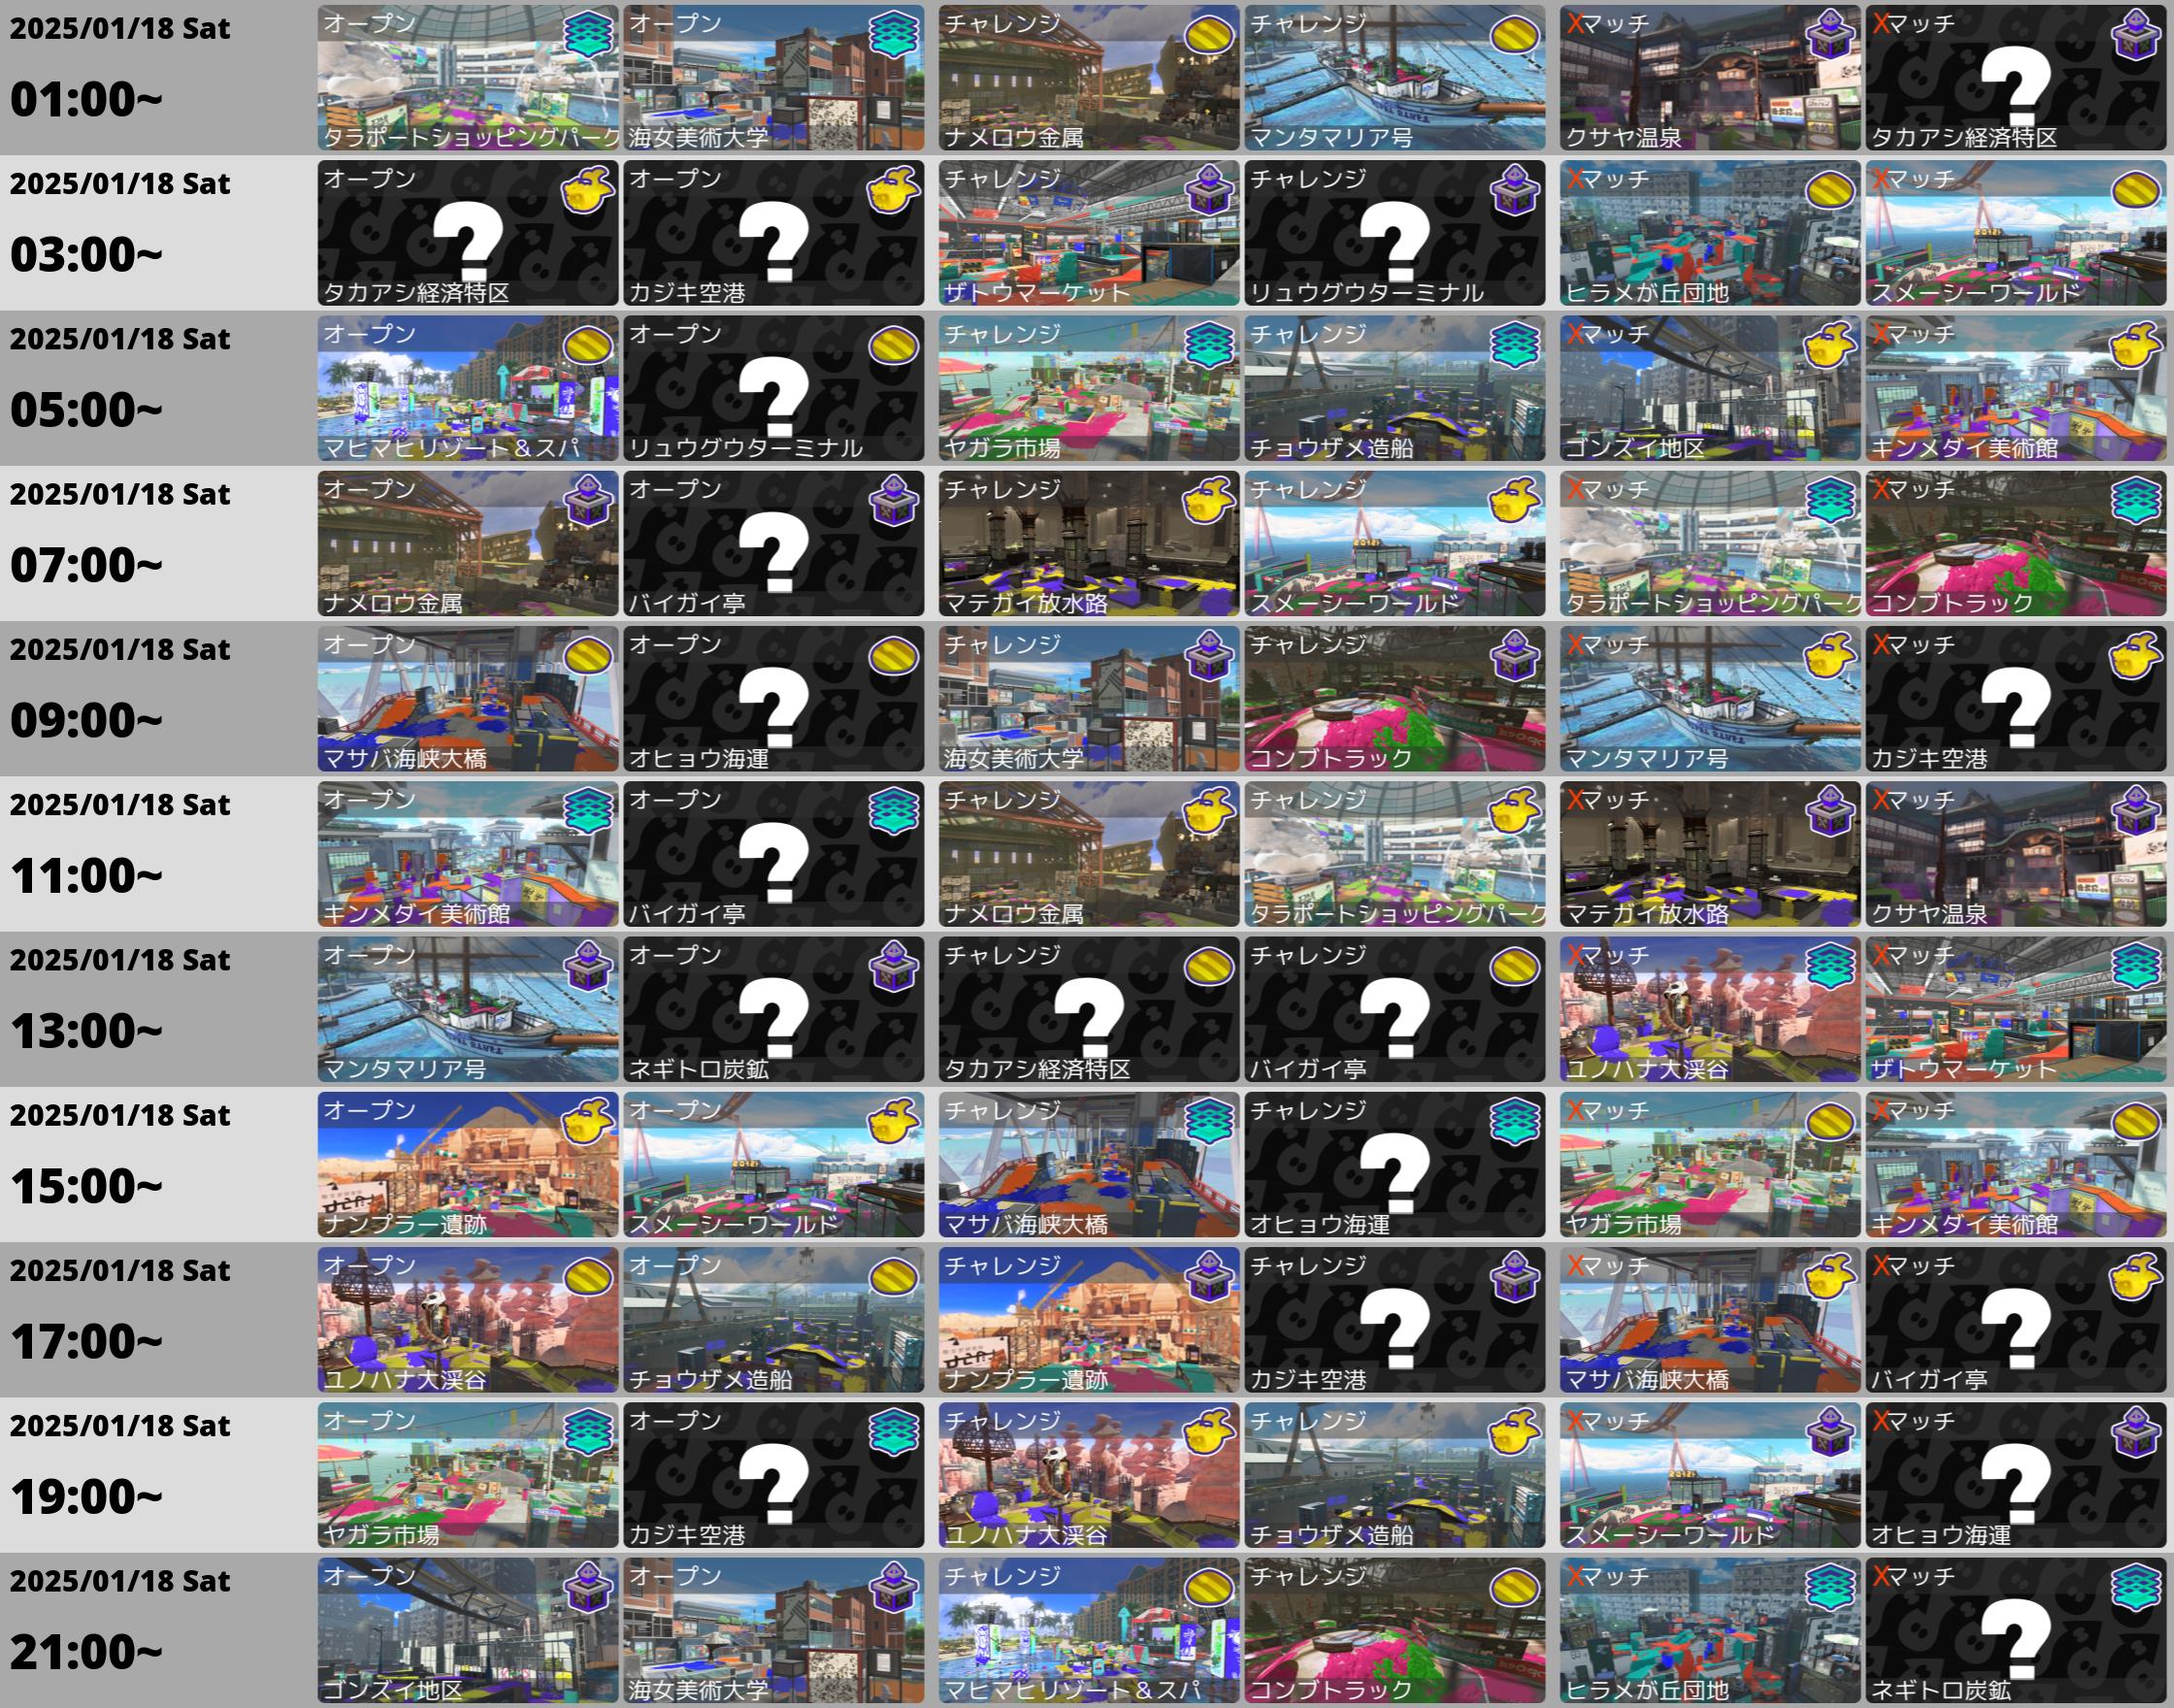 2025/01/18 Sat
01:00~
オープン
タラポートショッピングパーク
オープン
海女美術大学
チャレンジ
ナメロウ金属
チャレンジ
マンタマリア号
Xマッチ
クサヤ温泉
Xマッチ
?
タカアシ経済特区
2025/01/18 Sat
03:00~
オープン
?
タカアシ経済特区
オープン
?
カジキ空港
チャレンジ
ザトウマーケット
チャレンジ
?
リュウグウターミナル
Xマッチ
ヒラメが丘団地
Xマッチ
スメーシーワールド
2025/01/18 Sat
05:00~
オープン
マヒマヒリゾート&スパ
オープン
?
リュウグウターミナル
チャレンジ
ヤガラ市場
チャレンジ
チョウザメ造船
Xマッチ
ゴンズイ地区
Xマッチ
キンメダイ美術館
2025/01/18 Sat
07:00~
オープン
ナメロウ金属
オープン
?
バイガイ亭
チャレンジ
マテガイ放水路
チャレンジ
スメーシーワールド
Xマッチ
タラポートショッピングパーク
Xマッチ
コンブトラック
2025/01/18 Sat
09:00~
オープン
マサバ海峡大橋
オープン
?
オヒョウ海運
チャレンジ
海女美術大学
チャレンジ
コンブトラック
Xマッチ
マンタマリア号
Xマッチ
?
カジキ空港
2025/01/18 Sat
11:00~
オープン
キンメダイ美術館
オープン
?
バイガイ亭
チャレンジ
ナメロウ金属
チャレンジ
タラポートショッピングパーク
Xマッチ
マテガイ放水路
Xマッチ
クサヤ温泉
2025/01/18 Sat
13:00~
オープン
マンタマリア号
オープン
?
ネギトロ炭鉱
チャレンジ
?
タカアシ経済特区
チャレンジ
?
バイガイ亭
Xマッチ
ユノハナ大渓谷
Xマッチ
ザトウマーケット
2025/01/18 Sat
15:00~
オープン
ナンプラー遺跡
オープン
スメーシーワールド
チャレンジ
マサバ海峡大橋
チャレンジ
?
オヒョウ海運
Xマッチ
ヤガラ市場
Xマッチ
キンメダイ美術館
2025/01/18 Sat
17:00~
オープン
ユノハナ大渓谷
オープン
チョウザメ造船
チャレンジ
ナンプラー遺跡
チャレンジ
?
カジキ空港
Xマッチ
マサバ海峡大橋
Xマッチ
?
バイガイ亭
2025/01/18 Sat
19:00~
オープン
ヤガラ市場
オープン
?
カジキ空港
チャレンジ
ユノハナ大渓谷
チャレンジ
チョウザメ造船
Xマッチ
スメーシーワールド
Xマッチ
?
オヒョウ海運
2025/01/18 Sat
21:00~
オープン
ゴンズイ地区
オープン
海女美術大学
チャレンジ
マヒマヒリゾート&スパ
チャレンジ
コンブトラック
Xマッチ
ヒラメが丘団地
Xマッチ
?
ネギトロ炭鉱